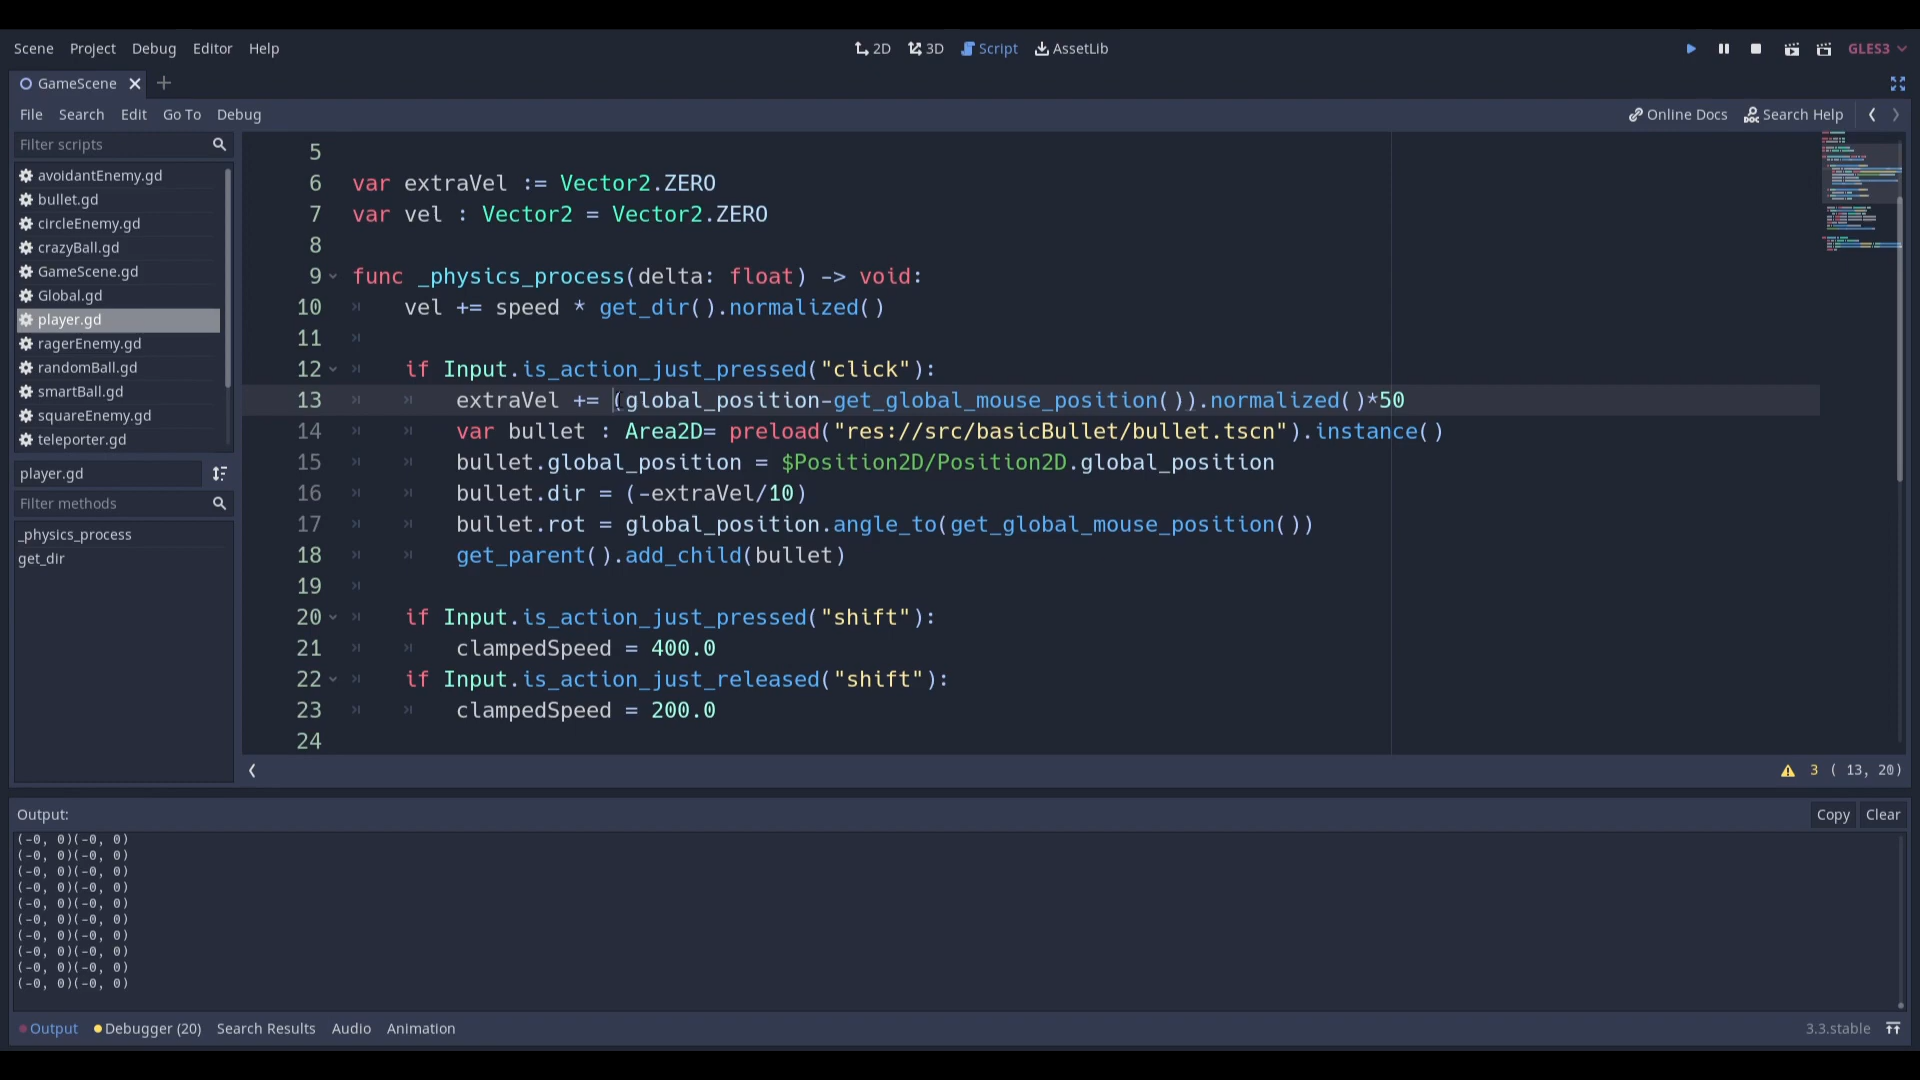 Scene Project Debug Editor Help
2D 3D Script AssetLib
GLES3
GameScene
File Search Edit Go To Debug
Online Docs Search Help
Filter scripts
avoidantEnemy.gd
bullet.gd
circleEnemy.gd
crazyBall.gd
GameScene.gd
Global.gd
player.gd
ragerEnemy.gd
randomBall.gd
smartBall.gd
squareEnemy.gd
teleporter.gd
player.gd
Filter methods
_physics_process
get_dir
5
6 var extraVel := Vector2.ZERO
7 var vel : Vector2 = Vector2.ZERO
8
9 func _physics_process(delta: float) -> void:
10 vel += speed * get_dir().normalized()
11
12 if Input.is_action_just_pressed("click"):
13 extraVel += (global_position-get_global_mouse_position()).normalized()*50
14 var bullet : Area2D= preload("res://src/basicBullet/bullet.tscn").instance()
15 bullet.global_position = $Position2D/Position2D.global_position
16 bullet.dir = (-extraVel/10)
17 bullet.rot = global_position.angle_to(get_global_mouse_position())
18 get_parent().add_child(bullet)
19
20 if Input.is_action_just_pressed("shift"):
21 clampedSpeed = 400.0
22 if Input.is_action_just_released("shift"):
23 clampedSpeed = 200.0
24
3 ( 13, 20)
Output:
Copy Clear
(-0, 0)(-0, 0)
(-0, 0)(-0, 0)
(-0, 0)(-0, 0)
(-0, 0)(-0, 0)
(-0, 0)(-0, 0)
(-0, 0)(-0, 0)
(-0, 0)(-0, 0)
(-0, 0)(-0, 0)
(-0, 0)(-0, 0)
(-0, 0)(-0, 0)
Output Debugger (20) Search Results Audio Animation
3.3.stable